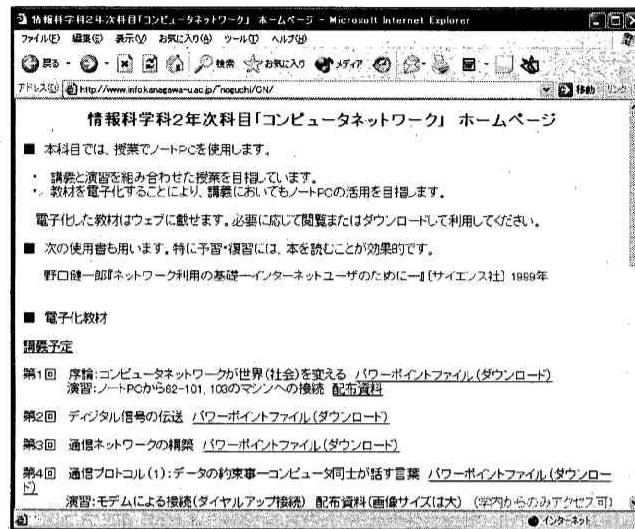 情報科学科2年次科目「コンピュータネットワーク」 ホームページ - Microsoft Internet Explorer
ファイル(F) 編集(E) 表示(V) お気に入り(A) ツール(T) ヘルプ(H)
戻る 検索 お気に入り メディア
アドレス(D) http://www.info.kanagawa-u.ac.jp/~noguchi/CN/ 移動 リンク
情報科学科2年次科目「コンピュータネットワーク」 ホームページ
■ 本科目では、授業でノートPCを使用します。
・ 講義と演習を組み合わせた授業を目指しています。
・ 教材を電子化することにより、講義においてもノートPCの活用を目指します。
電子化した教材はウェブに載せます。必要に応じて閲覧またはダウンロードして利用してください。
■ 次の使用書も用います。特に予習・復習には、本を読むことが効果的です。
野口健一郎『ネットワーク利用の基礎―インターネットユーザのために―』〔サイエンス社〕 1999年
■ 電子化教材
講義予定
第1回 序論:コンピュータネットワークが世界(社会)を変える パワーポイントファイル(ダウンロード)
演習:ノートPCから62-101, 103のマシンへの接続 配布資料
第2回 ディジタル信号の伝送 パワーポイントファイル(ダウンロード)
第3回 通信ネットワークの構築 パワーポイントファイル(ダウンロード)
第4回 通信プロトコル(1):データの約束事―コンピュータ同士が話す言葉 パワーポイントファイル(ダウンロー
ド)
演習:モデムによる接続(ダイヤルアップ接続) 配布資料(画像サイズは大) (学内からのみアクセス可)
インターネット